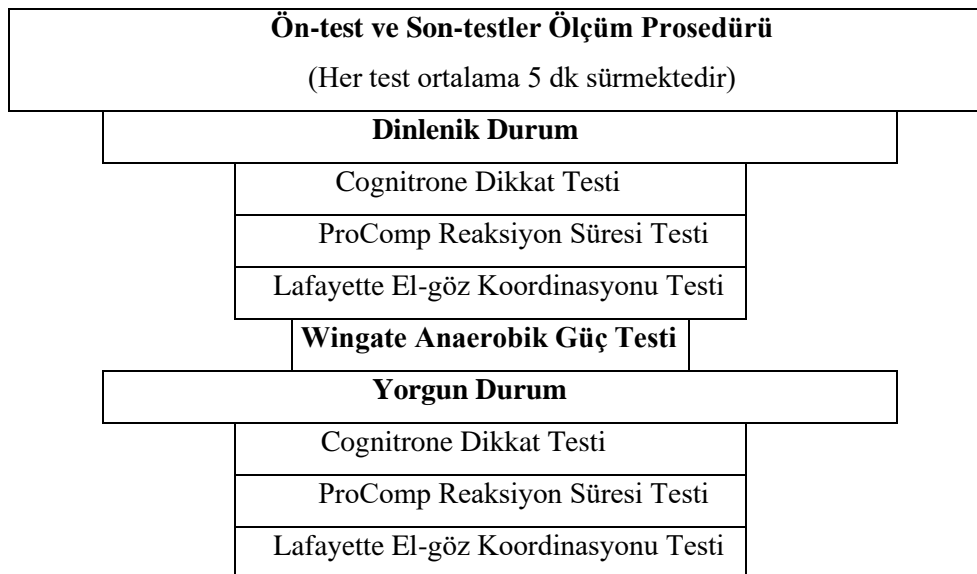 Ön-test ve Son-testler Ölçüm Prosedürü
(Her test ortalama 5 dk sürmektedir)
Dinlenik Durum
Cognitrone Dikkat Testi
ProComp Reaksiyon Süresi Testi
Lafayette El-göz Koordinasyonu Testi
Wingate Anaerobik Güç Testi
Yorgun Durum
Cognitrone Dikkat Testi
ProComp Reaksiyon Süresi Testi
Lafayette El-göz Koordinasyonu Testi